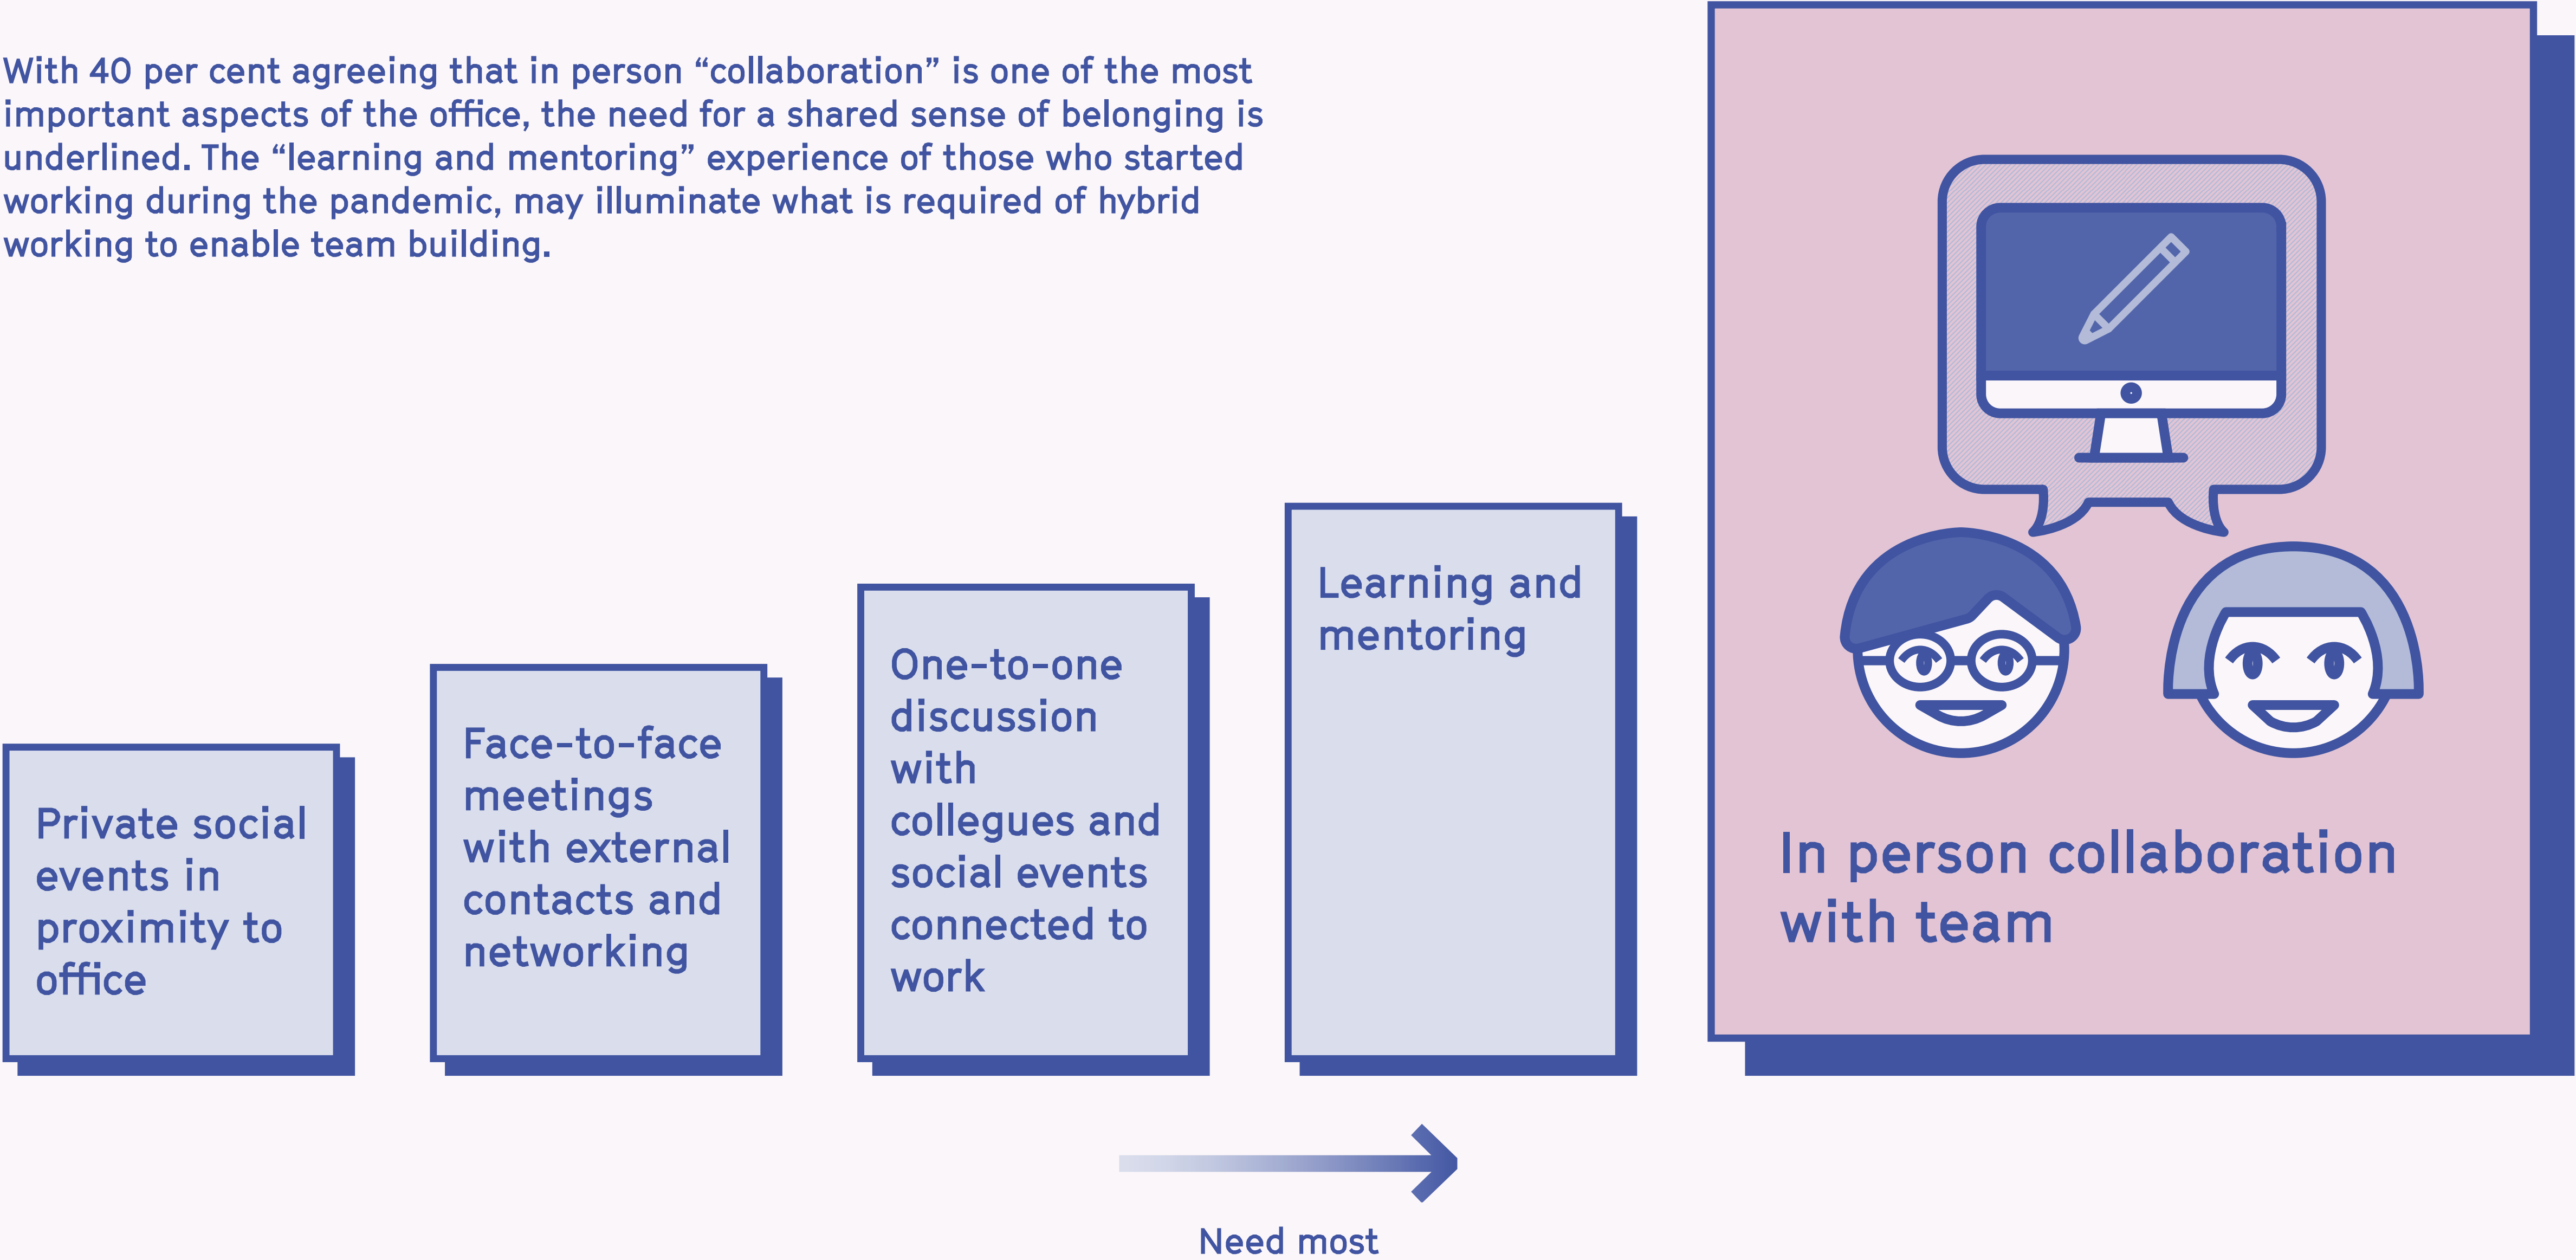 With 40 per cent agreeing that in person “collaboration” is one of the most
important aspects of the office, the need for a shared sense of belonging is
underlined. The “learning and mentoring” experience of those who started
working during the pandemic, may illuminate what is required of hybrid
working to enable team building.
Private social
events in
proximity to
office
Face-to-face
meetings
with external
contacts and
networking
One-to-one
discussion
with
collegues and
social events
connected to
work
Learning and
mentoring
In person collaboration
with team
Need most